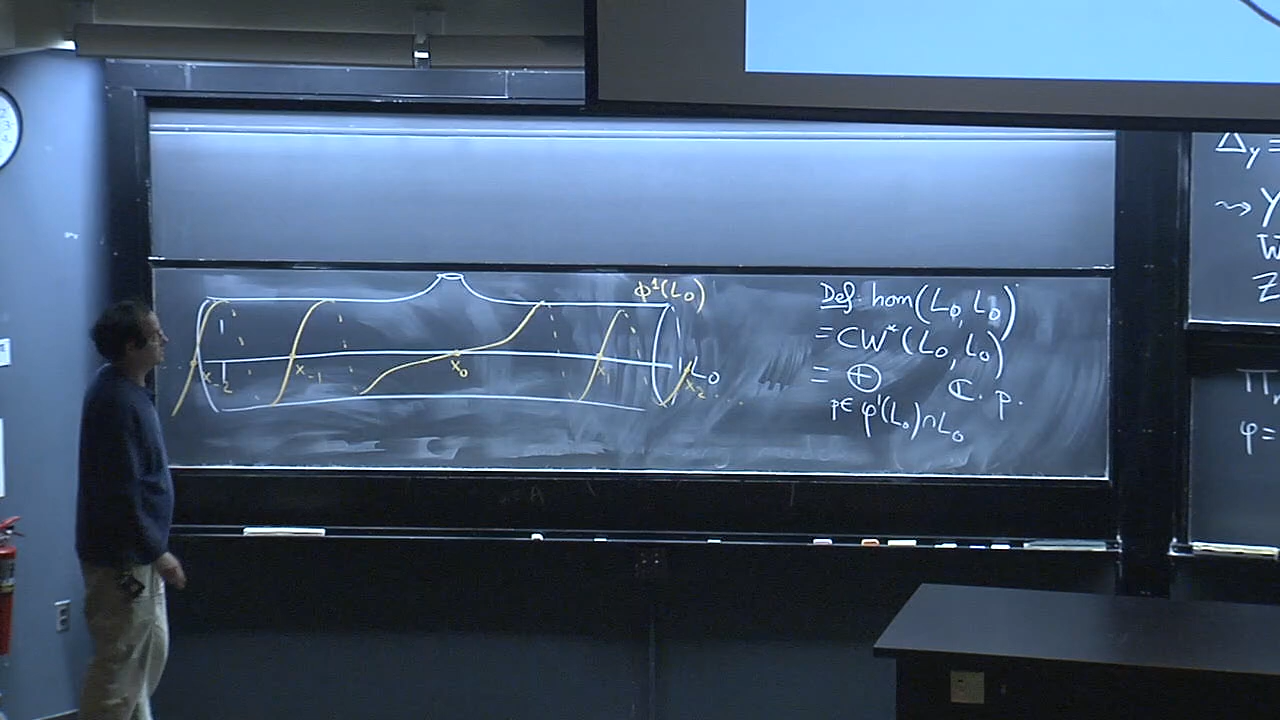 ϕ¹(L₀)
x₋₂
x₋₁
x₀
x₁
x₂
L₀
Def: hom(L₀, L₀)
= CW*(L₀, L₀)
= ⊕ ℂ. p.
p∈ φ¹(L₀)∩L₀
Δ_y =
⇝ Y
W
Z
φ =